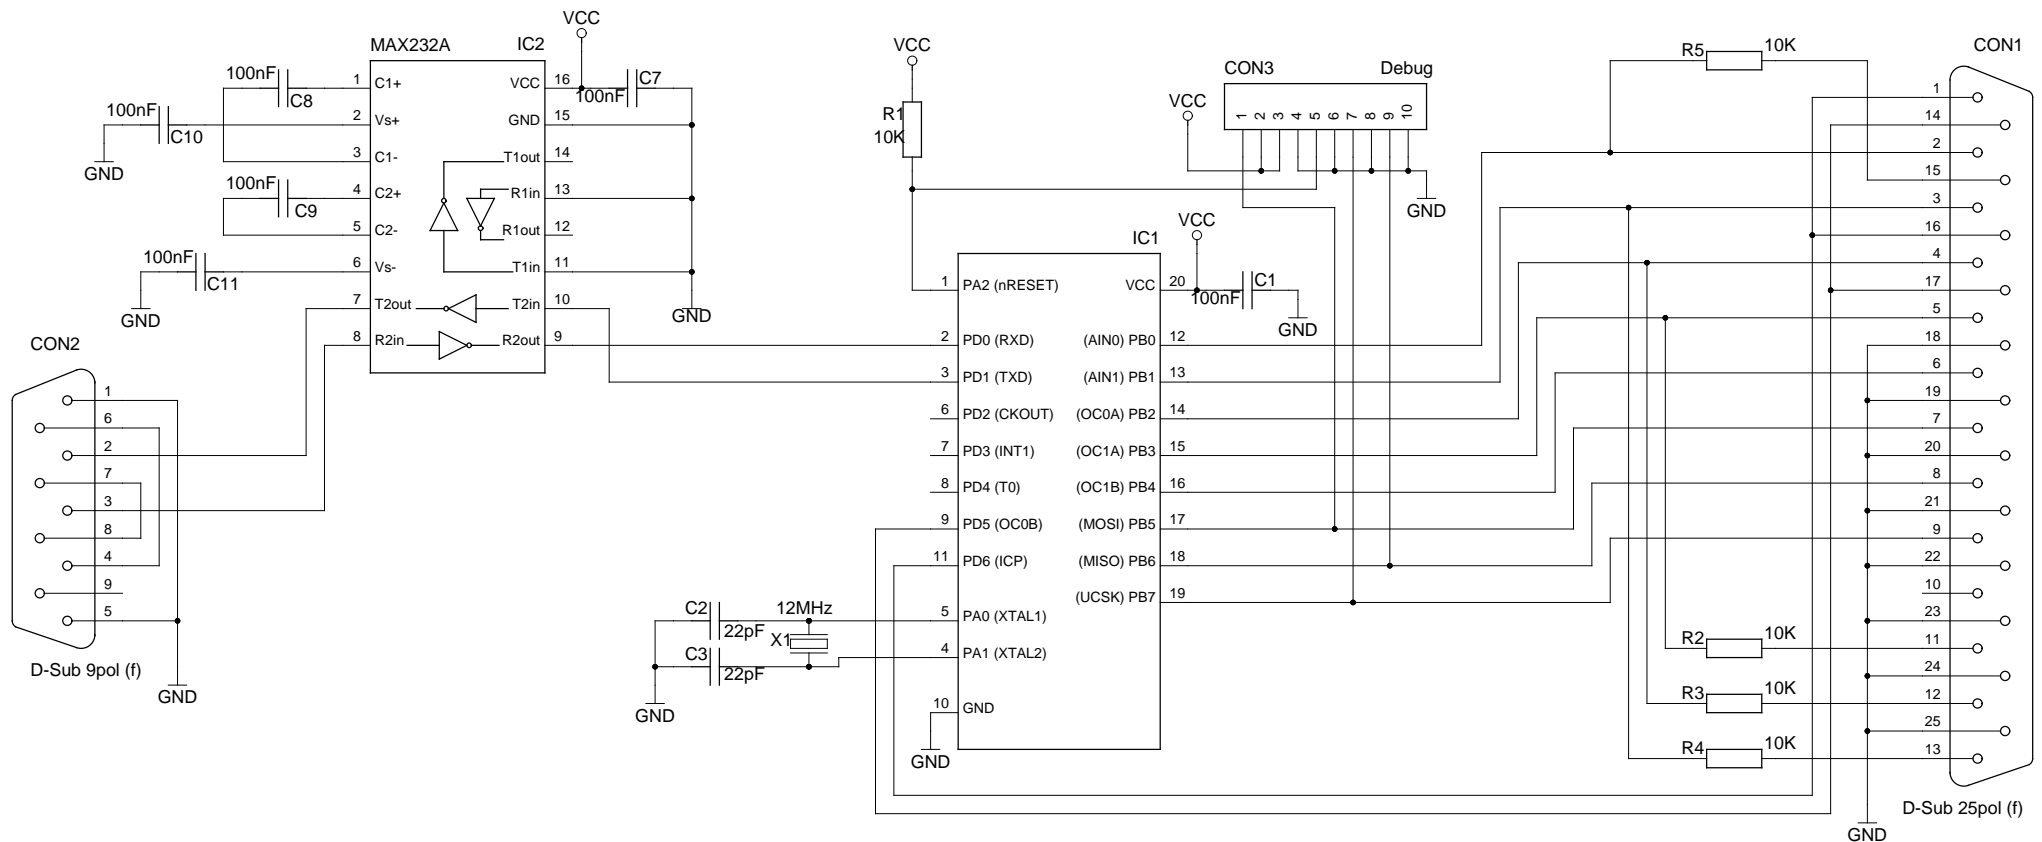 MAX232A
IC2
VCC
100nF
C8
100nF
C10
GND
100nF
C9
100nF
C11
GND
1 C1+
2 Vs+
3 C1-
4 C2+
5 C2-
6 Vs-
7 T2out
8 R2in
VCC 16
GND 15
T1out 14
R1in 13
R1out 12
T1in 11
T2in 10
R2out 9
100nF
C7
GND
CON2
1
6
2
7
3
8
4
9
5
D-Sub 9pol (f)
GND
VCC
R1
10K
CON3
Debug
VCC
1 2 3 4 5 6 7 8 9 10
GND
IC1
VCC
100nF
C1
GND
1 PA2 (nRESET)
2 PD0 (RXD)
3 PD1 (TXD)
6 PD2 (CKOUT)
7 PD3 (INT1)
8 PD4 (T0)
9 PD5 (OC0B)
11 PD6 (ICP)
5 PA0 (XTAL1)
4 PA1 (XTAL2)
10 GND
VCC 20
(AIN0) PB0 12
(AIN1) PB1 13
(OC0A) PB2 14
(OC1A) PB3 15
(OC1B) PB4 16
(MOSI) PB5 17
(MISO) PB6 18
(UCSK) PB7 19
C2
22pF
12MHz
X1
C3
22pF
GND
GND
R5
10K
CON1
1
14
2
15
3
16
4
17
5
18
6
19
7
20
8
21
9
22
10
23
11
24
12
25
13
R2
10K
R3
10K
R4
10K
D-Sub 25pol (f)
GND